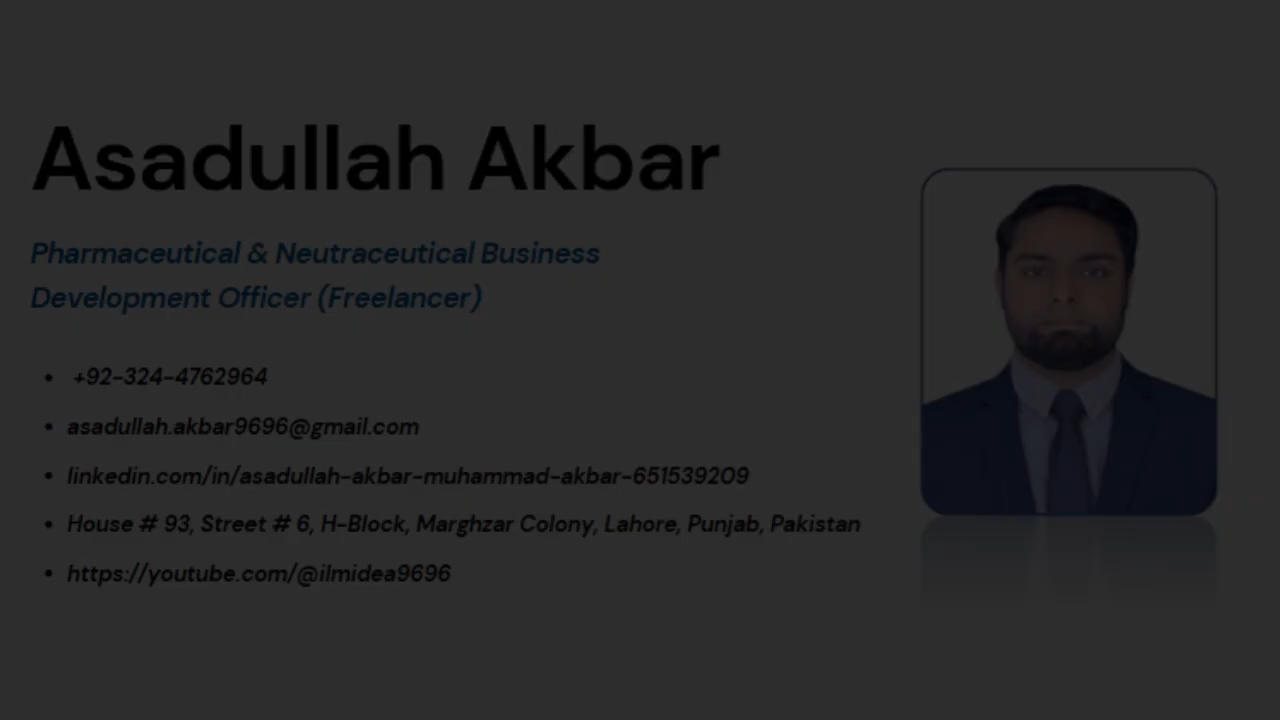 Asadullah Akbar
Pharmaceutical & Neutraceutical Business
Development Officer (Freelancer)
• +92-324-4762964
• asadullah.akbar9696@gmail.com
• linkedin.com/in/asadullah-akbar-muhammad-akbar-651539209
• House # 93, Street # 6, H-Block, Marghzar Colony, Lahore, Punjab, Pakistan
• https://youtube.com/@ilmidea9696